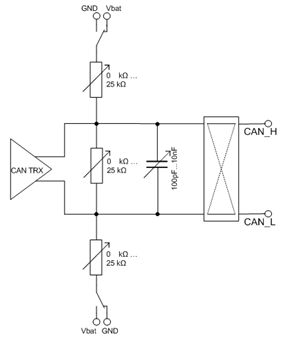 GND Vbat
0 kΩ ...
25 kΩ
CAN_H
CAN TRX
0 kΩ ...
25 kΩ
100pF...10nF
CAN_L
0 kΩ ...
25 kΩ
Vbat GND